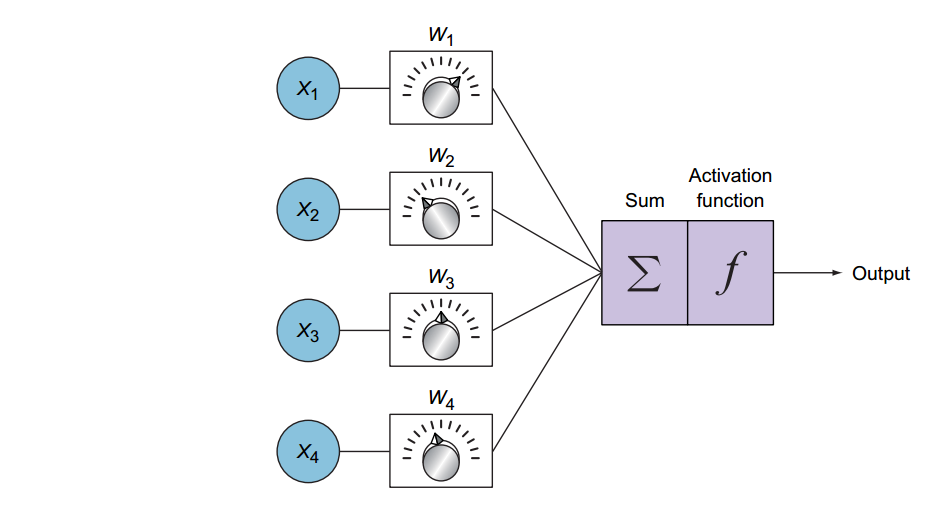 W₁
X₁
W₂
X₂
Activation
Sum function
Σ f
Output
W₃
X₃
W₄
X₄